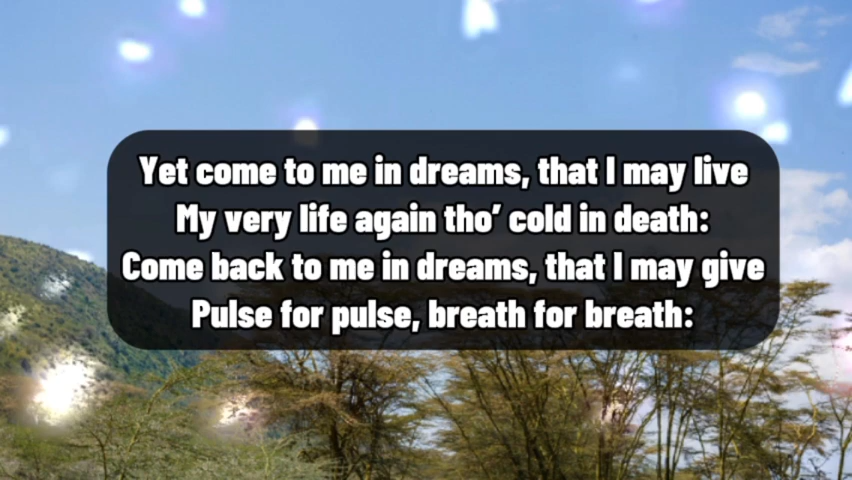 Yet come to me in dreams, that I may live
My very life again tho’ cold in death:
Come back to me in dreams, that I may give
Pulse for pulse, breath for breath: